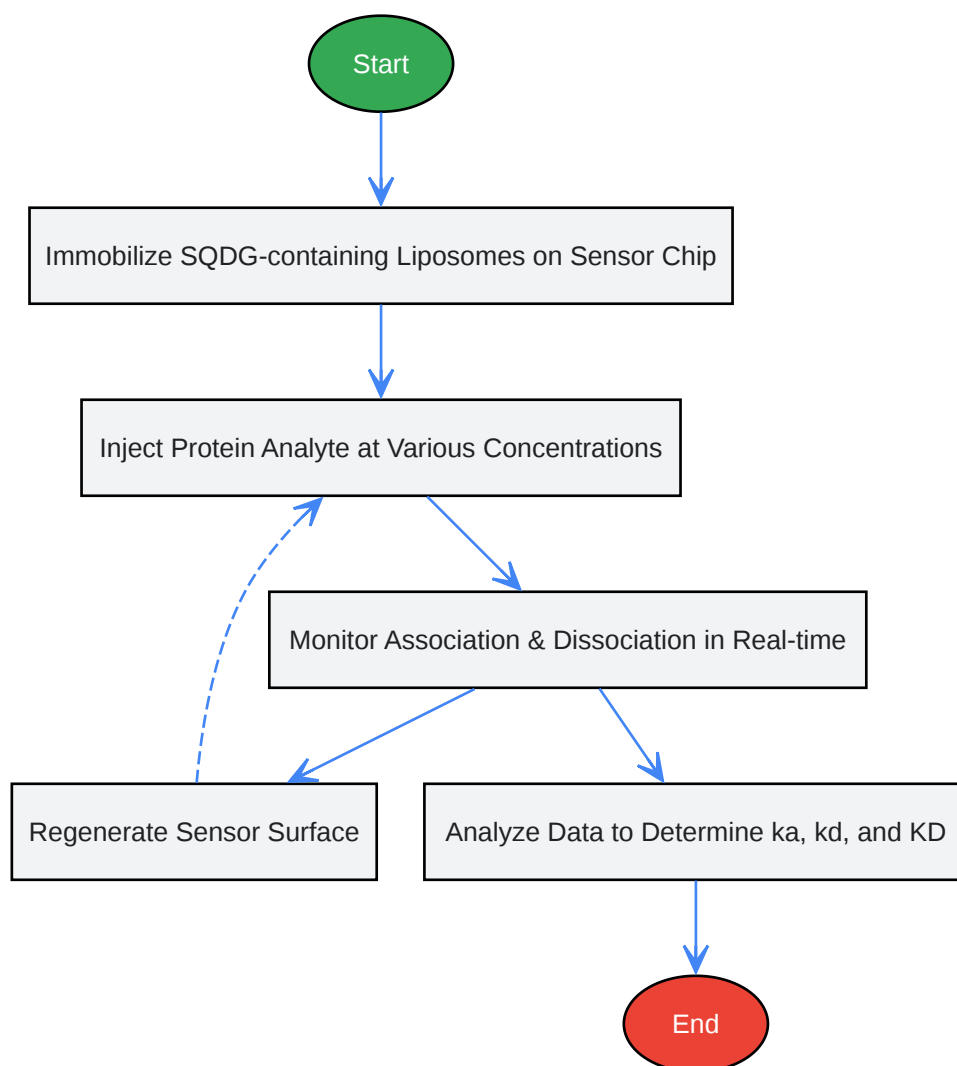 Start
Immobilize SQDG-containing Liposomes on Sensor Chip
Inject Protein Analyte at Various Concentrations
Monitor Association & Dissociation in Real-time
Regenerate Sensor Surface
Analyze Data to Determine ka, kd, and KD
End